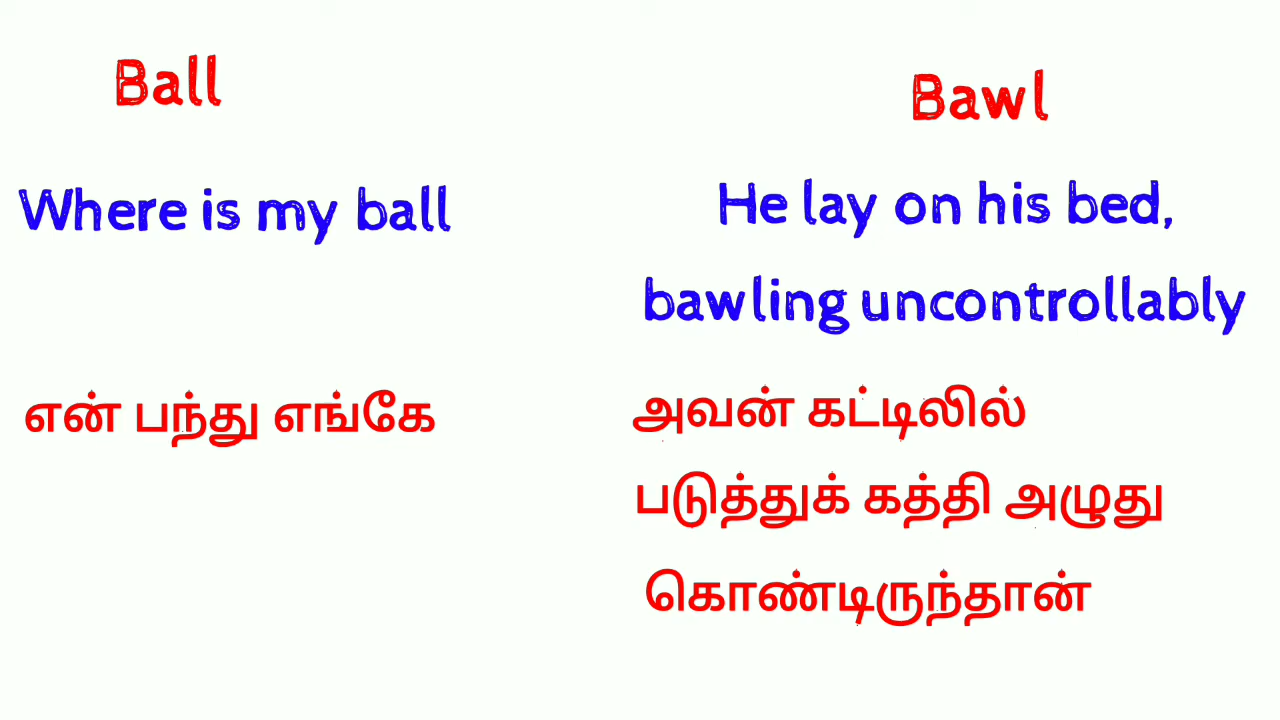 Ball
Where is my ball
என் பந்து எங்கே
Bawl
He lay on his bed,
bawling uncontrollably
அவன் கட்டிலில்
படுத்துக் கத்தி அழுது
கொண்டிருந்தான்